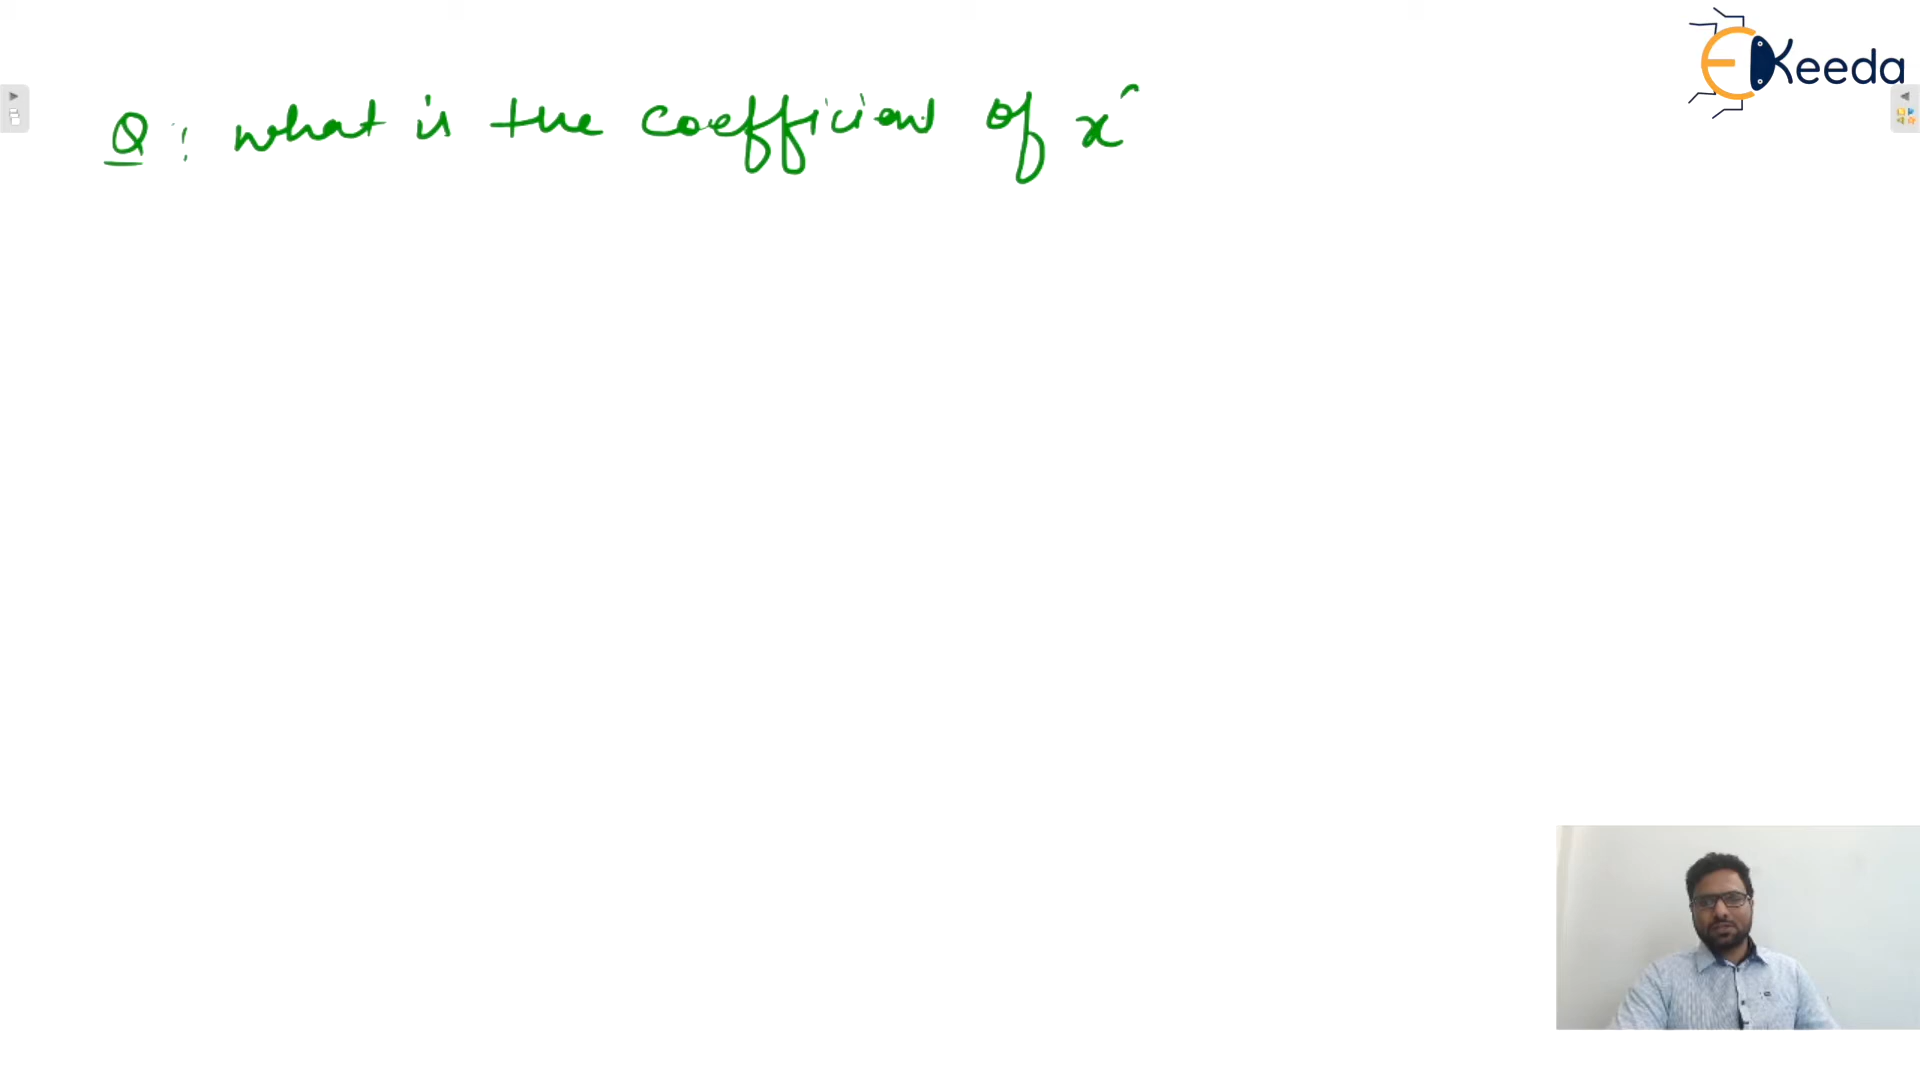 EKeeda
Q: what is the coefficient of x^